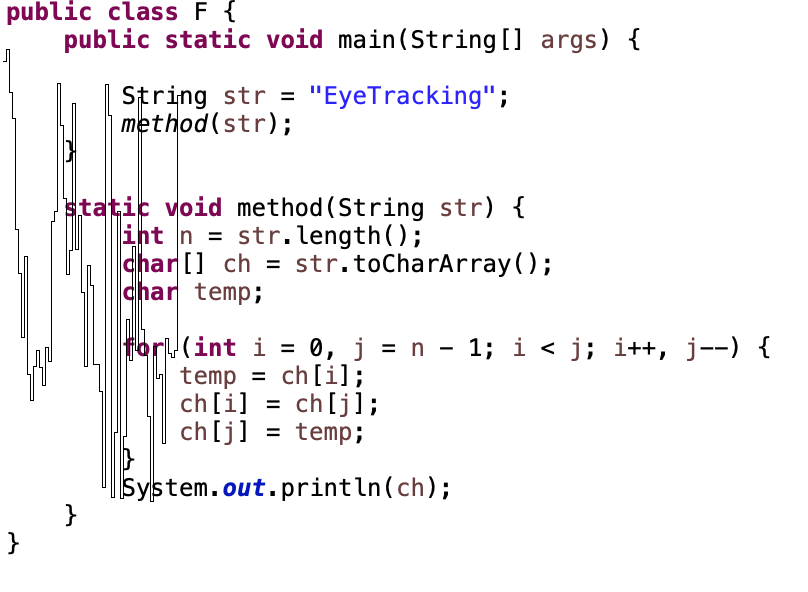 public class F {
    public static void main(String[] args) {
        String str = "EyeTracking";
        method(str);
    }
    static void method(String str) {
        int n = str.length();
        char[] ch = str.toCharArray();
        char temp;
        for (int i = 0, j = n - 1; i < j; i++, j--) {
            temp = ch[i];
            ch[i] = ch[j];
            ch[j] = temp;
        }
        System.out.println(ch);
    }
}